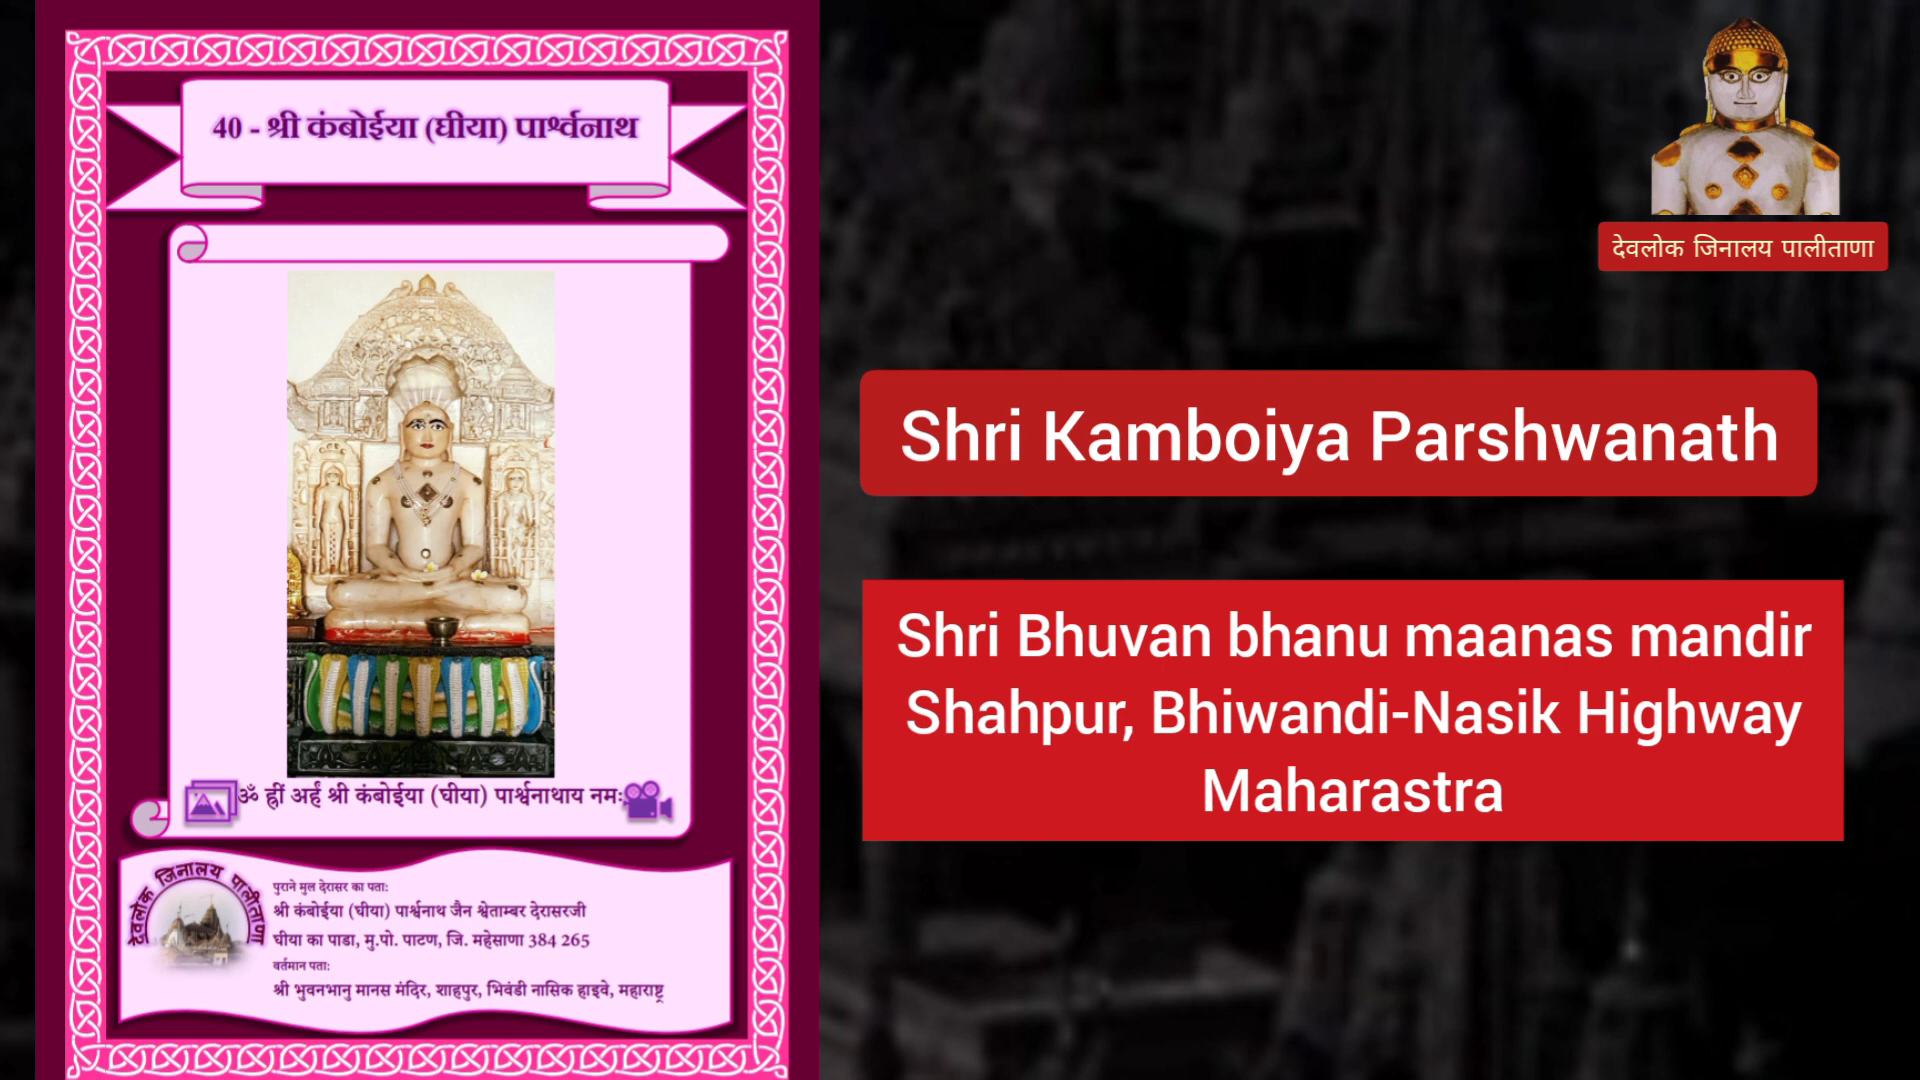 40 - श्री कंबोईया (घीया) पार्श्वनाथ
ॐ ह्रीँ अर्हं श्री कंबोईया (घीया) पार्श्वनाथाय नमः
देवलोक जिनालय पालीताणा
पुराने मुल देरासर का पता:
श्री कंबोईया (घीया) पार्श्वनाथ जैन श्वेताम्बर देरासरजी
घीया का पाडा, मु.पो. पाटण, जि. महेसाणा 384 265
वर्तमान पता:
श्री भुवनभानु मानस मंदिर, शाहपुर, भिवंडी नासिक हाइवे, महाराष्ट्र
देवलोक जिनालय पालीताणा
Shri Kamboiya Parshwanath
Shri Bhuvan bhanu maanas mandir
Shahpur, Bhiwandi-Nasik Highway
Maharastra